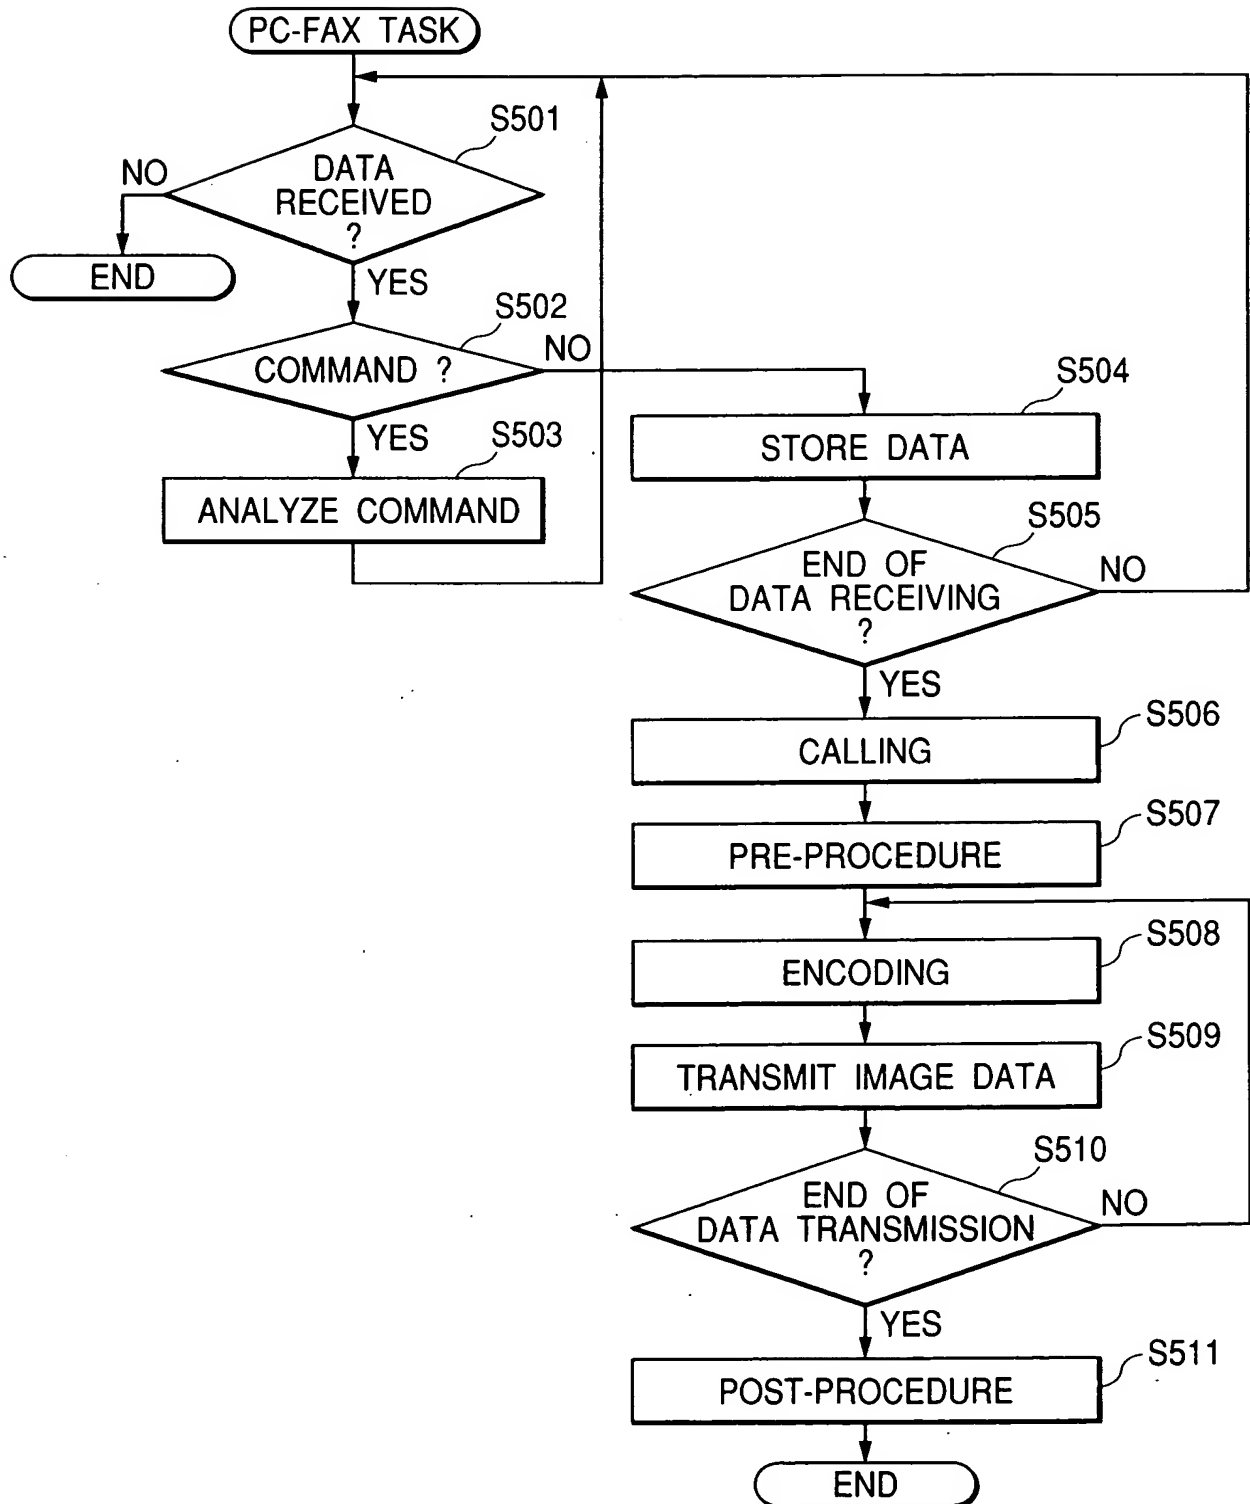 PC-FAX TASK
S501
DATA
RECEIVED
?
NO
END
YES
S502
COMMAND ?
NO
YES
S503
ANALYZE COMMAND
S504
STORE DATA
S505
END OF
DATA RECEIVING
?
NO
YES
S506
CALLING
S507
PRE-PROCEDURE
S508
ENCODING
S509
TRANSMIT IMAGE DATA
S510
END OF
DATA TRANSMISSION
?
NO
YES
S511
POST-PROCEDURE
END